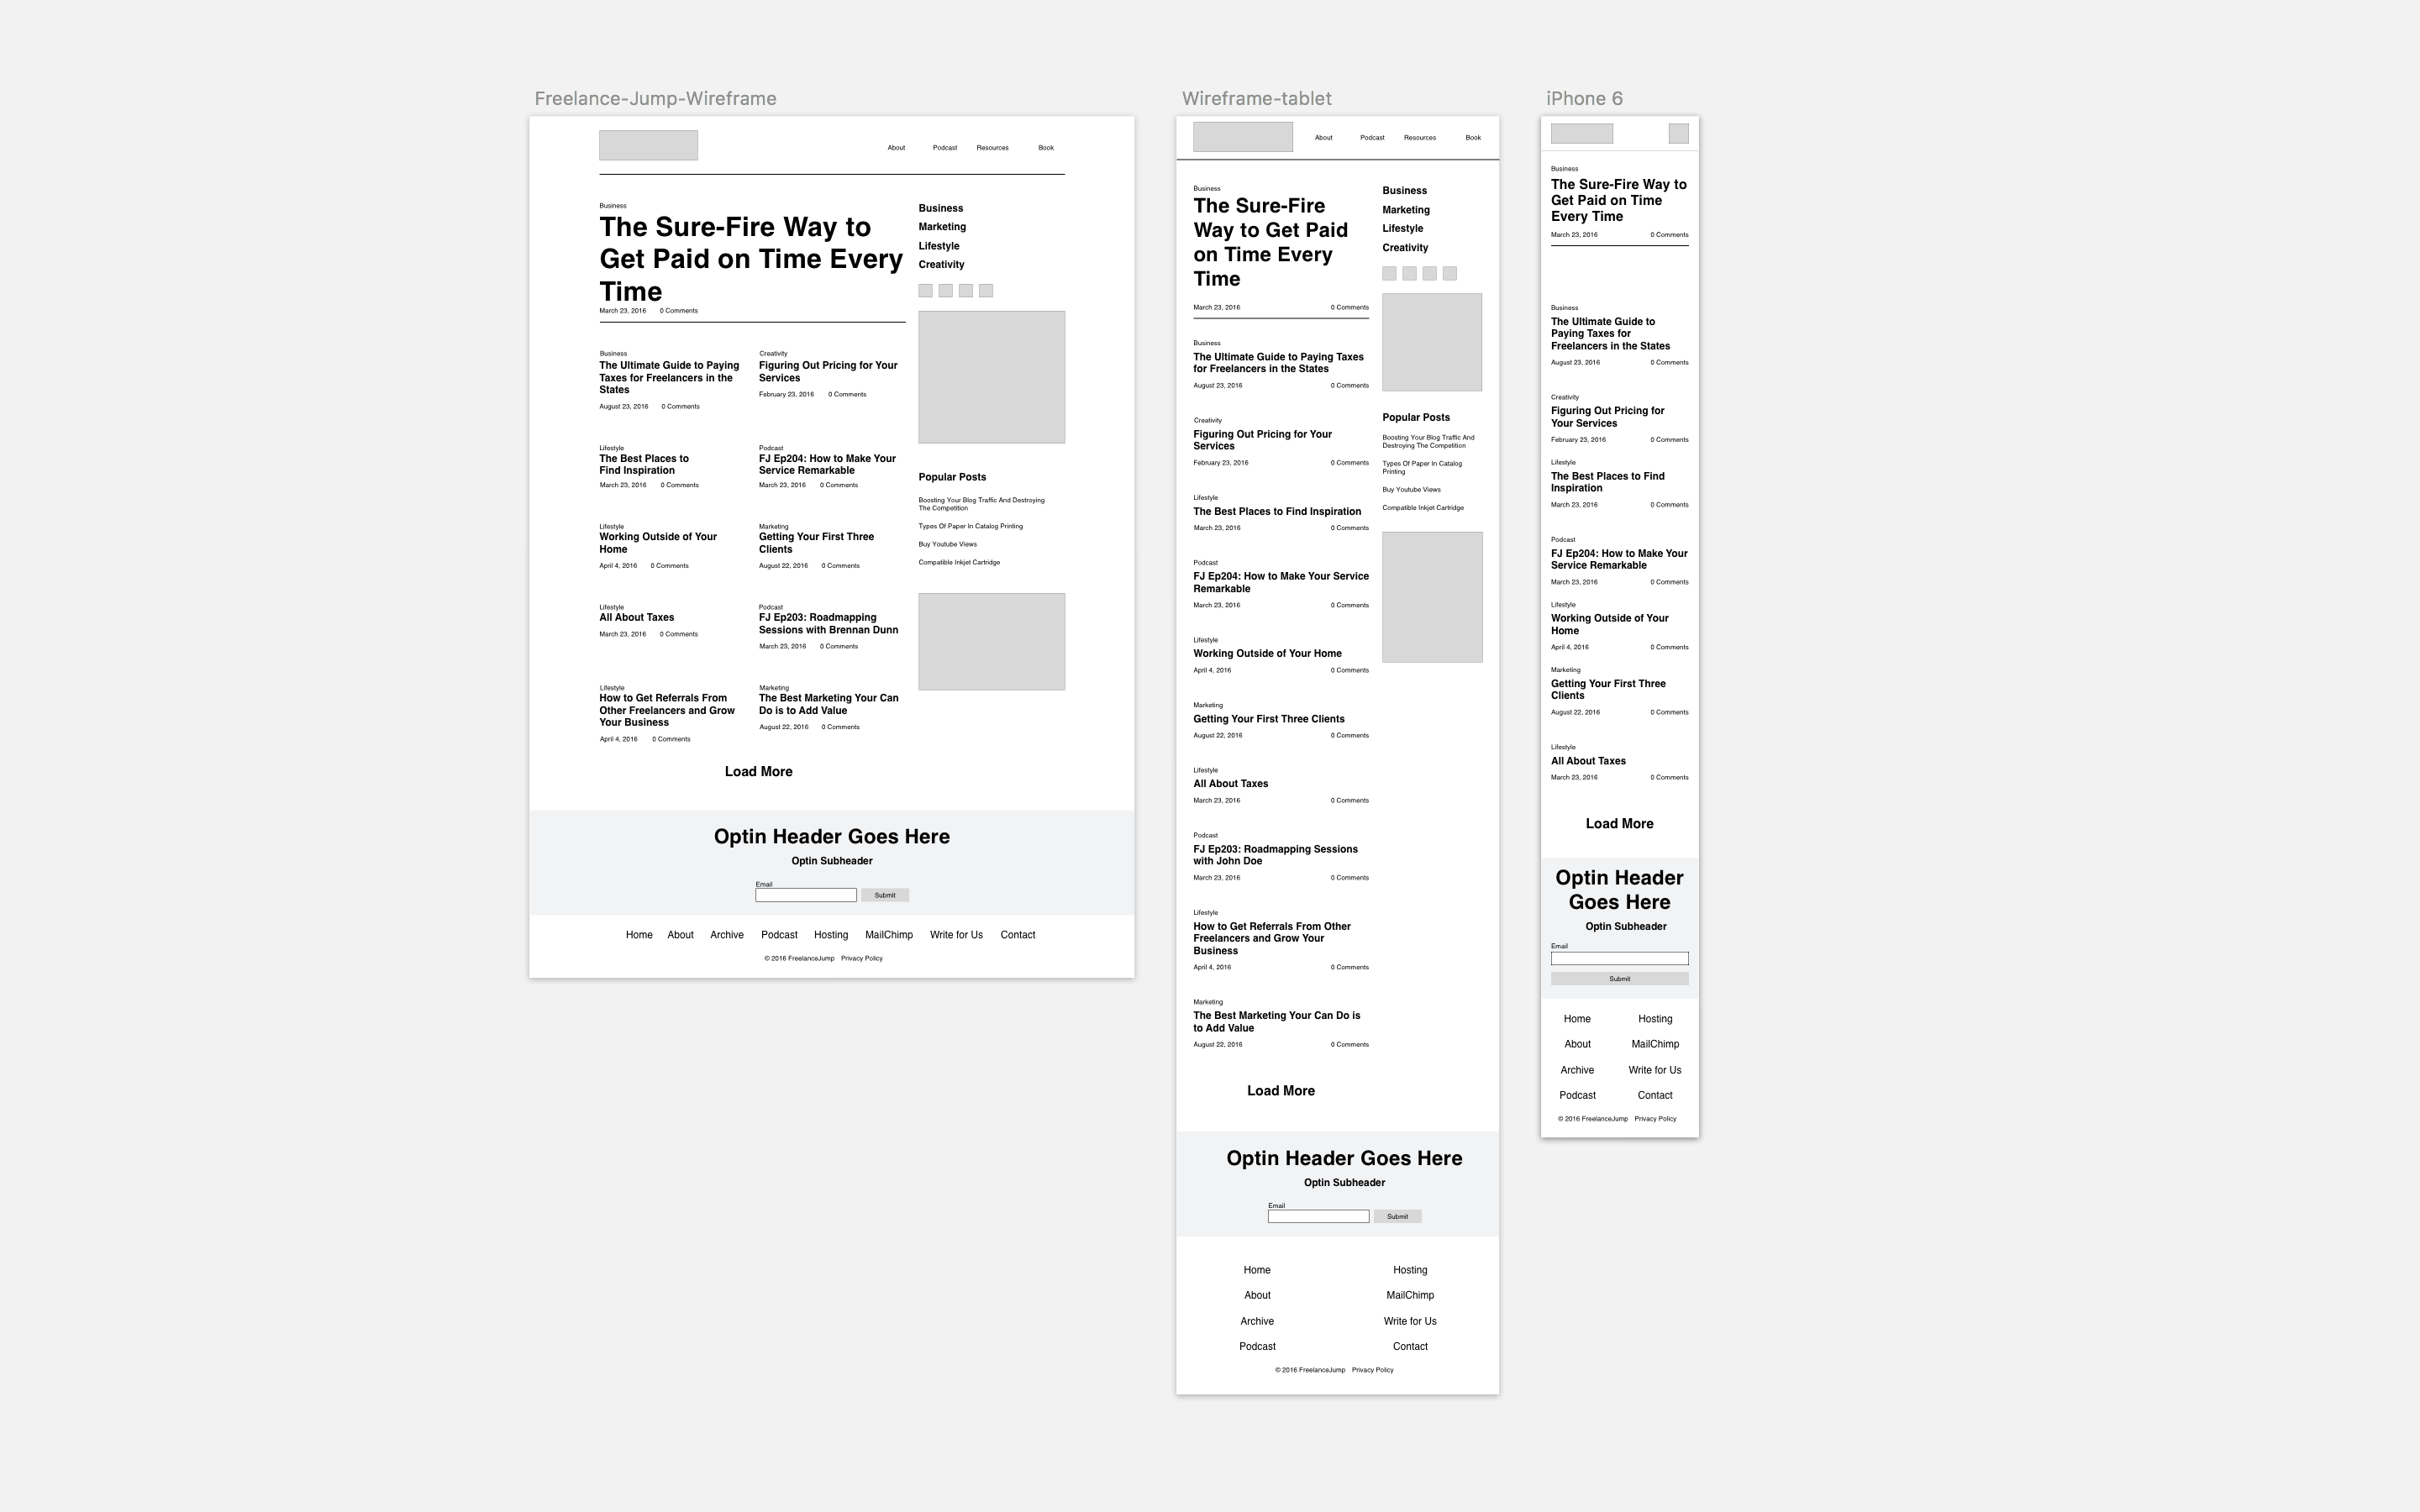 Freelance-Jump-Wireframe
About Podcast Resources Book
Business
The Sure-Fire Way to
Get Paid on Time Every
Time
March 23, 2016 0 Comments
Business
The Ultimate Guide to Paying
Taxes for Freelancers in the
States
August 23, 2016 0 Comments
Creativity
Figuring Out Pricing for Your
Services
February 23, 2016 0 Comments
Lifestyle
The Best Places to
Find Inspiration
March 23, 2016 0 Comments
Podcast
FJ Ep204: How to Make Your
Service Remarkable
March 23, 2016 0 Comments
Lifestyle
Working Outside of Your
Home
April 4, 2016 0 Comments
Marketing
Getting Your First Three
Clients
August 22, 2016 0 Comments
Lifestyle
All About Taxes
March 23, 2016 0 Comments
Podcast
FJ Ep203: Roadmapping
Sessions with Brennan Dunn
March 23, 2016 0 Comments
Lifestyle
How to Get Referrals From
Other Freelancers and Grow
Your Business
April 4, 2016 0 Comments
Marketing
The Best Marketing Your Can
Do is to Add Value
August 22, 2016 0 Comments
Load More
Business
Marketing
Lifestyle
Creativity
Popular Posts
Boosting Your Blog Traffic And Destroying
The Competition
Types Of Paper In Catalog Printing
Buy Youtube Views
Compatible Inkjet Cartridge
Optin Header Goes Here
Optin Subheader
Email
Submit
Home About Archive Podcast Hosting MailChimp Write for Us Contact
© 2016 FreelanceJump Privacy Policy
Wireframe-tablet
About Podcast Resources Book
Business
The Sure-Fire
Way to Get Paid
on Time Every
Time
March 23, 2016 0 Comments
Business
The Ultimate Guide to Paying Taxes
for Freelancers in the States
August 23, 2016 0 Comments
Creativity
Figuring Out Pricing for Your
Services
February 23, 2016 0 Comments
Lifestyle
The Best Places to Find Inspiration
March 23, 2016 0 Comments
Podcast
FJ Ep204: How to Make Your Service
Remarkable
March 23, 2016 0 Comments
Lifestyle
Working Outside of Your Home
April 4, 2016 0 Comments
Marketing
Getting Your First Three Clients
August 22, 2016 0 Comments
Lifestyle
All About Taxes
March 23, 2016 0 Comments
Podcast
FJ Ep203: Roadmapping Sessions
with John Doe
March 23, 2016 0 Comments
Lifestyle
How to Get Referrals From Other
Freelancers and Grow Your
Business
April 4, 2016 0 Comments
Marketing
The Best Marketing Your Can Do is
to Add Value
August 22, 2016 0 Comments
Load More
Business
Marketing
Lifestyle
Creativity
Popular Posts
Boosting Your Blog Traffic And
Destroying The Competition
Types Of Paper In Catalog
Printing
Buy Youtube Views
Compatible Inkjet Cartridge
Optin Header Goes Here
Optin Subheader
Email
Submit
Home Hosting
About MailChimp
Archive Write for Us
Podcast Contact
© 2016 FreelanceJump Privacy Policy
iPhone 6
Business
The Sure-Fire Way to
Get Paid on Time
Every Time
March 23, 2016 0 Comments
Business
The Ultimate Guide to
Paying Taxes for
Freelancers in the States
August 23, 2016 0 Comments
Creativity
Figuring Out Pricing for
Your Services
February 23, 2016 0 Comments
Lifestyle
The Best Places to Find
Inspiration
March 23, 2016 0 Comments
Podcast
FJ Ep204: How to Make Your
Service Remarkable
March 23, 2016 0 Comments
Lifestyle
Working Outside of Your
Home
April 4, 2016 0 Comments
Marketing
Getting Your First Three
Clients
August 22, 2016 0 Comments
Lifestyle
All About Taxes
March 23, 2016 0 Comments
Load More
Optin Header
Goes Here
Optin Subheader
Email
Submit
Home Hosting
About MailChimp
Archive Write for Us
Podcast Contact
© 2016 FreelanceJump Privacy Policy